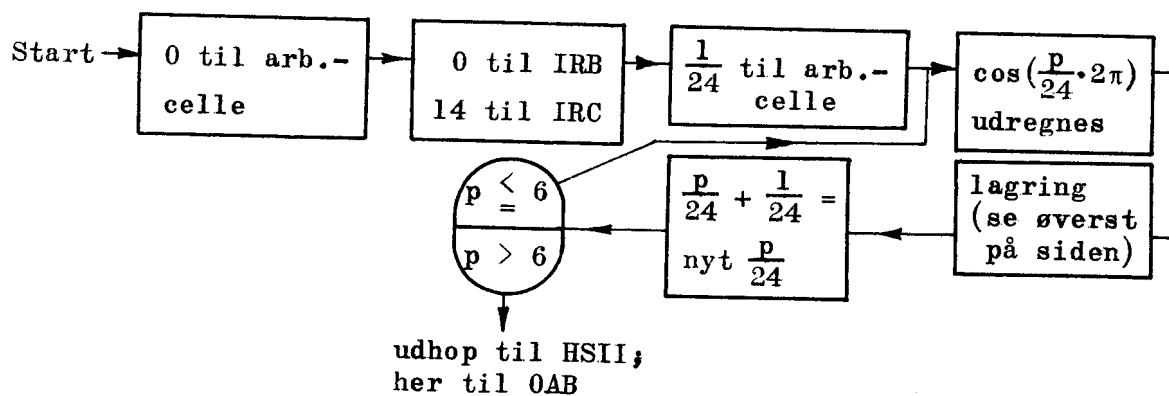 Start
0 til arb.-
celle
0 til IRB
14 til IRC
1/24 til arb.-
celle
cos(p/24·2π)
udregnes
lagring
(se øverst
på siden)
p/24 + 1/24 =
nyt p/24
p ≦ 6
p > 6
udhop til HSII;
her til 0AB